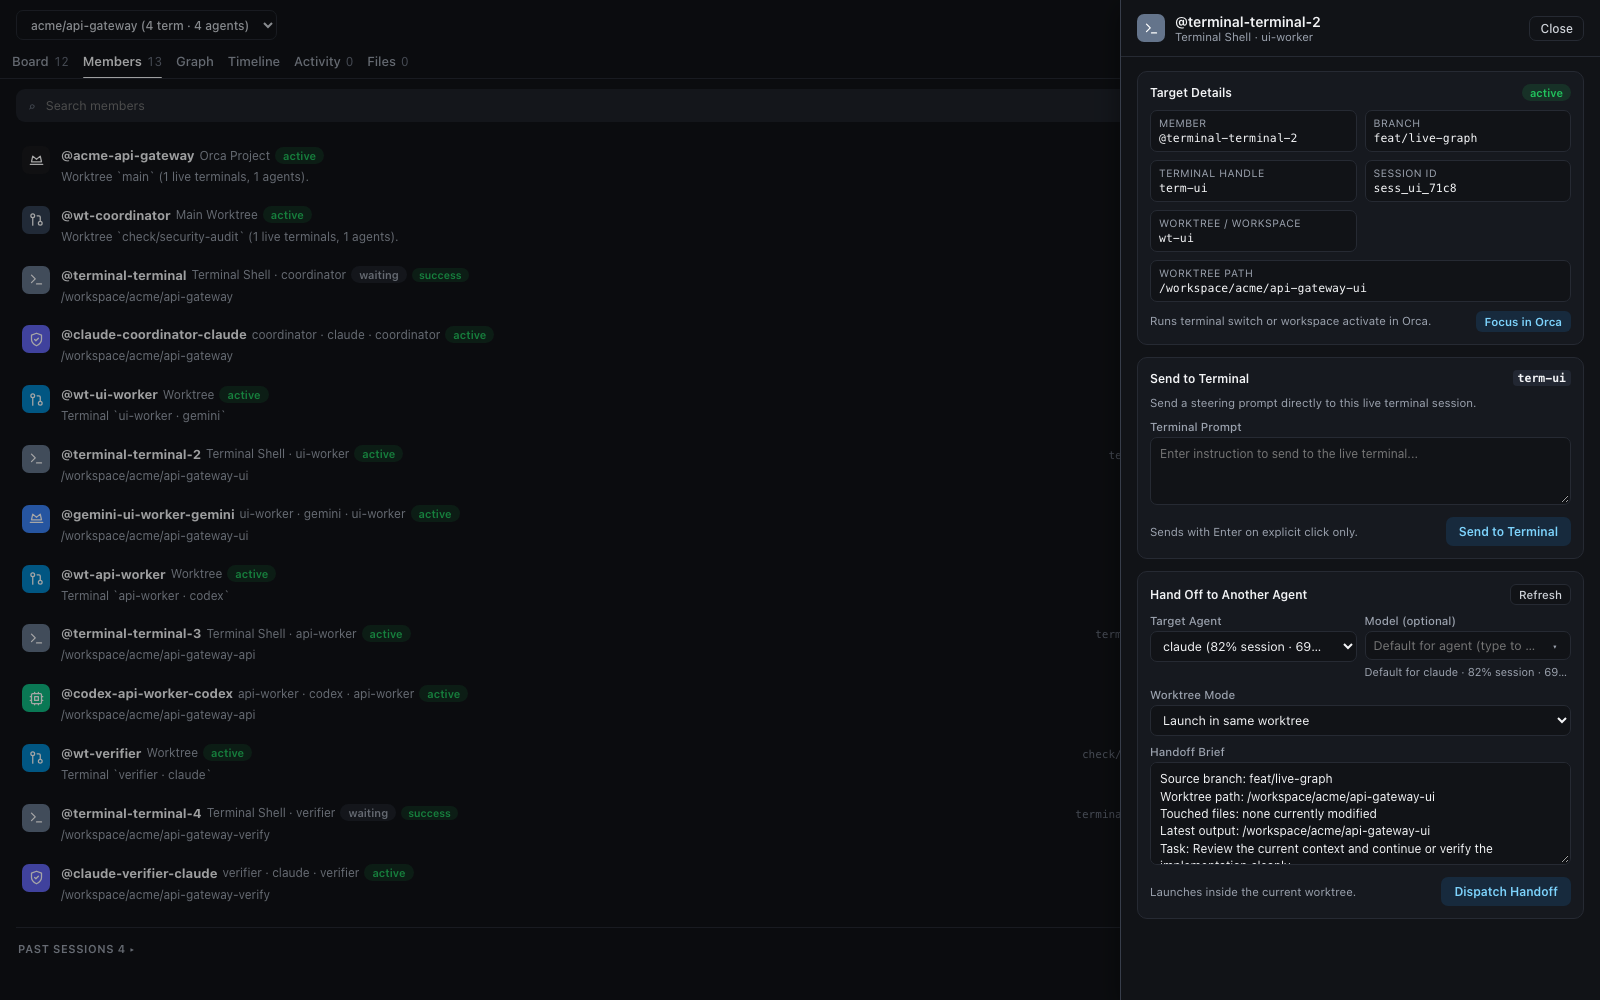 acme/api-gateway (4 term · 4 agents)
Board 12 Members 13 Graph Timeline Activity 0 Files 0
Search members
@acme-api-gateway Orca Project active
Worktree `main` (1 live terminals, 1 agents).
@wt-coordinator Main Worktree active
Worktree `check/security-audit` (1 live terminals, 1 agents).
@terminal-terminal Terminal Shell · coordinator waiting success
/workspace/acme/api-gateway
@claude-coordinator-claude coordinator · claude · coordinator active
/workspace/acme/api-gateway
@wt-ui-worker Worktree active
Terminal `ui-worker · gemini`
@terminal-terminal-2 Terminal Shell · ui-worker active
/workspace/acme/api-gateway-ui
@gemini-ui-worker-gemini ui-worker · gemini · ui-worker active
/workspace/acme/api-gateway-ui
@wt-api-worker Worktree active
Terminal `api-worker · codex`
@terminal-terminal-3 Terminal Shell · api-worker active
term
/workspace/acme/api-gateway-api
@codex-api-worker-codex api-worker · codex · api-worker active
/workspace/acme/api-gateway-api
@wt-verifier Worktree active
check/
Terminal `verifier · claude`
@terminal-terminal-4 Terminal Shell · verifier waiting success
termina
/workspace/acme/api-gateway-verify
@claude-verifier-claude verifier · claude · verifier active
/workspace/acme/api-gateway-verify
PAST SESSIONS 4
@terminal-terminal-2
Terminal Shell · ui-worker
Close
Target Details active
MEMBER
@terminal-terminal-2
BRANCH
feat/live-graph
TERMINAL HANDLE
term-ui
SESSION ID
sess_ui_71c8
WORKTREE / WORKSPACE
wt-ui
WORKTREE PATH
/workspace/acme/api-gateway-ui
Runs terminal switch or workspace activate in Orca. Focus in Orca
Send to Terminal term-ui
Send a steering prompt directly to this live terminal session.
Terminal Prompt
Enter instruction to send to the live terminal...
Sends with Enter on explicit click only. Send to Terminal
Hand Off to Another Agent Refresh
Target Agent
claude (82% session · 69...
Model (optional)
Default for agent (type to ...
Default for claude · 82% session · 69...
Worktree Mode
Launch in same worktree
Handoff Brief
Source branch: feat/live-graph
Worktree path: /workspace/acme/api-gateway-ui
Touched files: none currently modified
Latest output: /workspace/acme/api-gateway-ui
Task: Review the current context and continue or verify the
Launches inside the current worktree. Dispatch Handoff